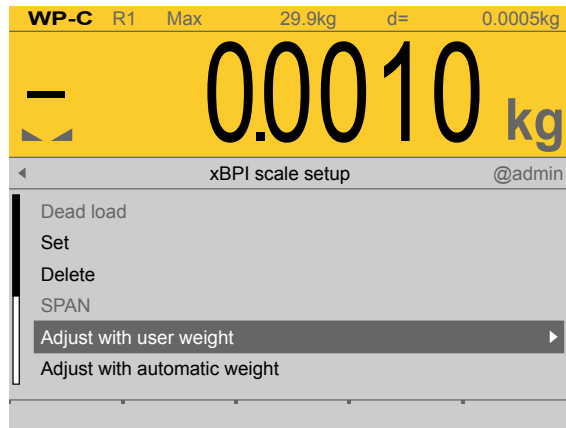 WP-C R1 Max 29.9kg d= 0.0005kg
– 0.0010 kg
xBPI scale setup @admin
Dead load
Set
Delete
SPAN
Adjust with user weight
Adjust with automatic weight